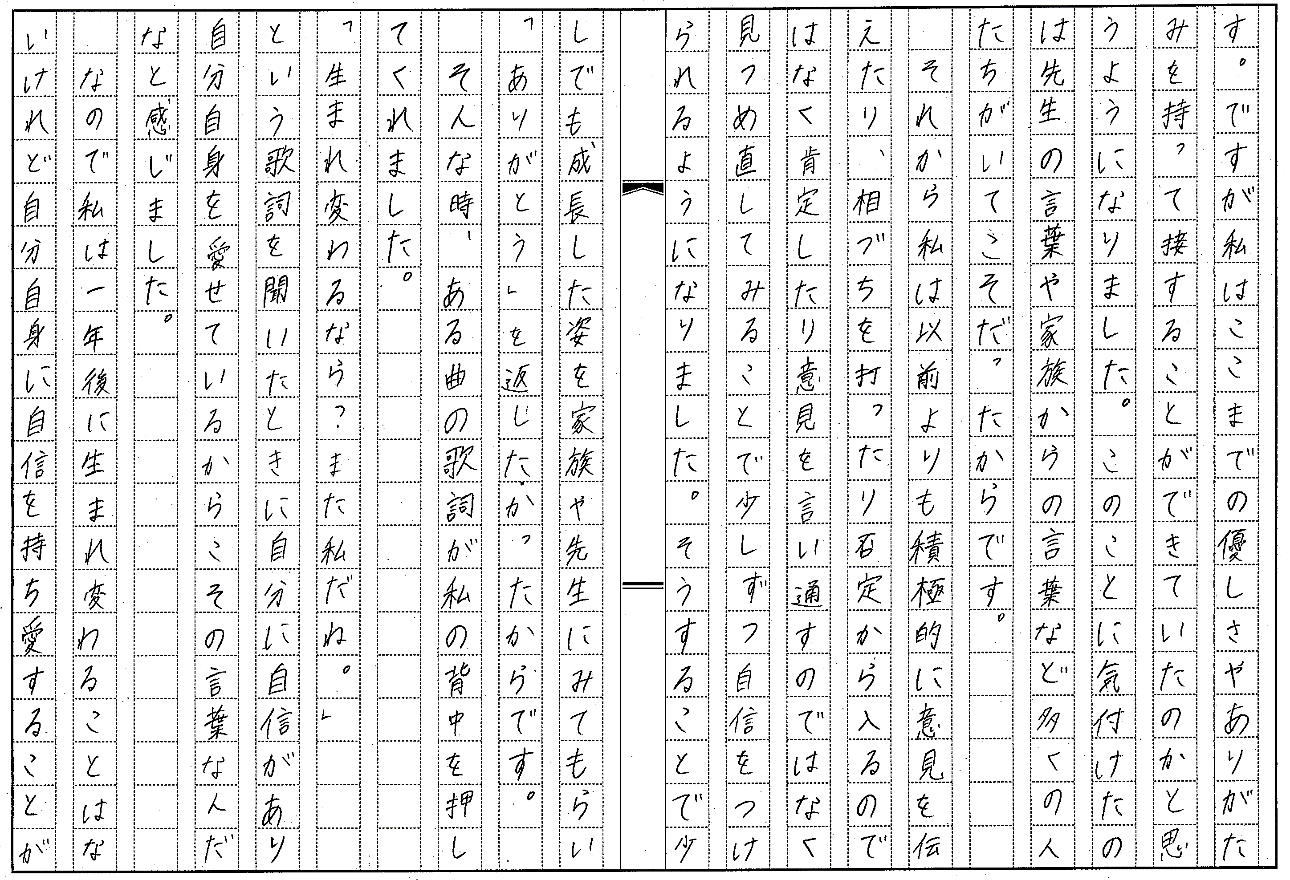 す。ですが私はここまでの優しさやありがた
みを持って接することができていたのかと思
うようになりました。このことに気付けたの
は先生の言葉や家族からの言葉など多くの人
たちがいてこそだったからです。
それから私は以前よりも積極的に意見を伝
えたり、相づちを打ったり否定から入るので
はなく肯定したり意見を言い通すのではなく
見つめ直してみることで少しずつ自信をつけ
られるようになりました。そうすることで少
しでも成長した姿を家族や先生にみてもらい
「ありがとう」を返したかったからです。
そんな時、ある曲の歌詞が私の背中を押し
てくれました。
「生まれ変わるなら？また私だね。」
という歌詞を聞いたときに自分に自信があり
自分自身を愛せているからこその言葉なんだ
なと感じました。
なので私は一年後に生まれ変わることはな
いけれど自分自身に自信を持ち愛することが